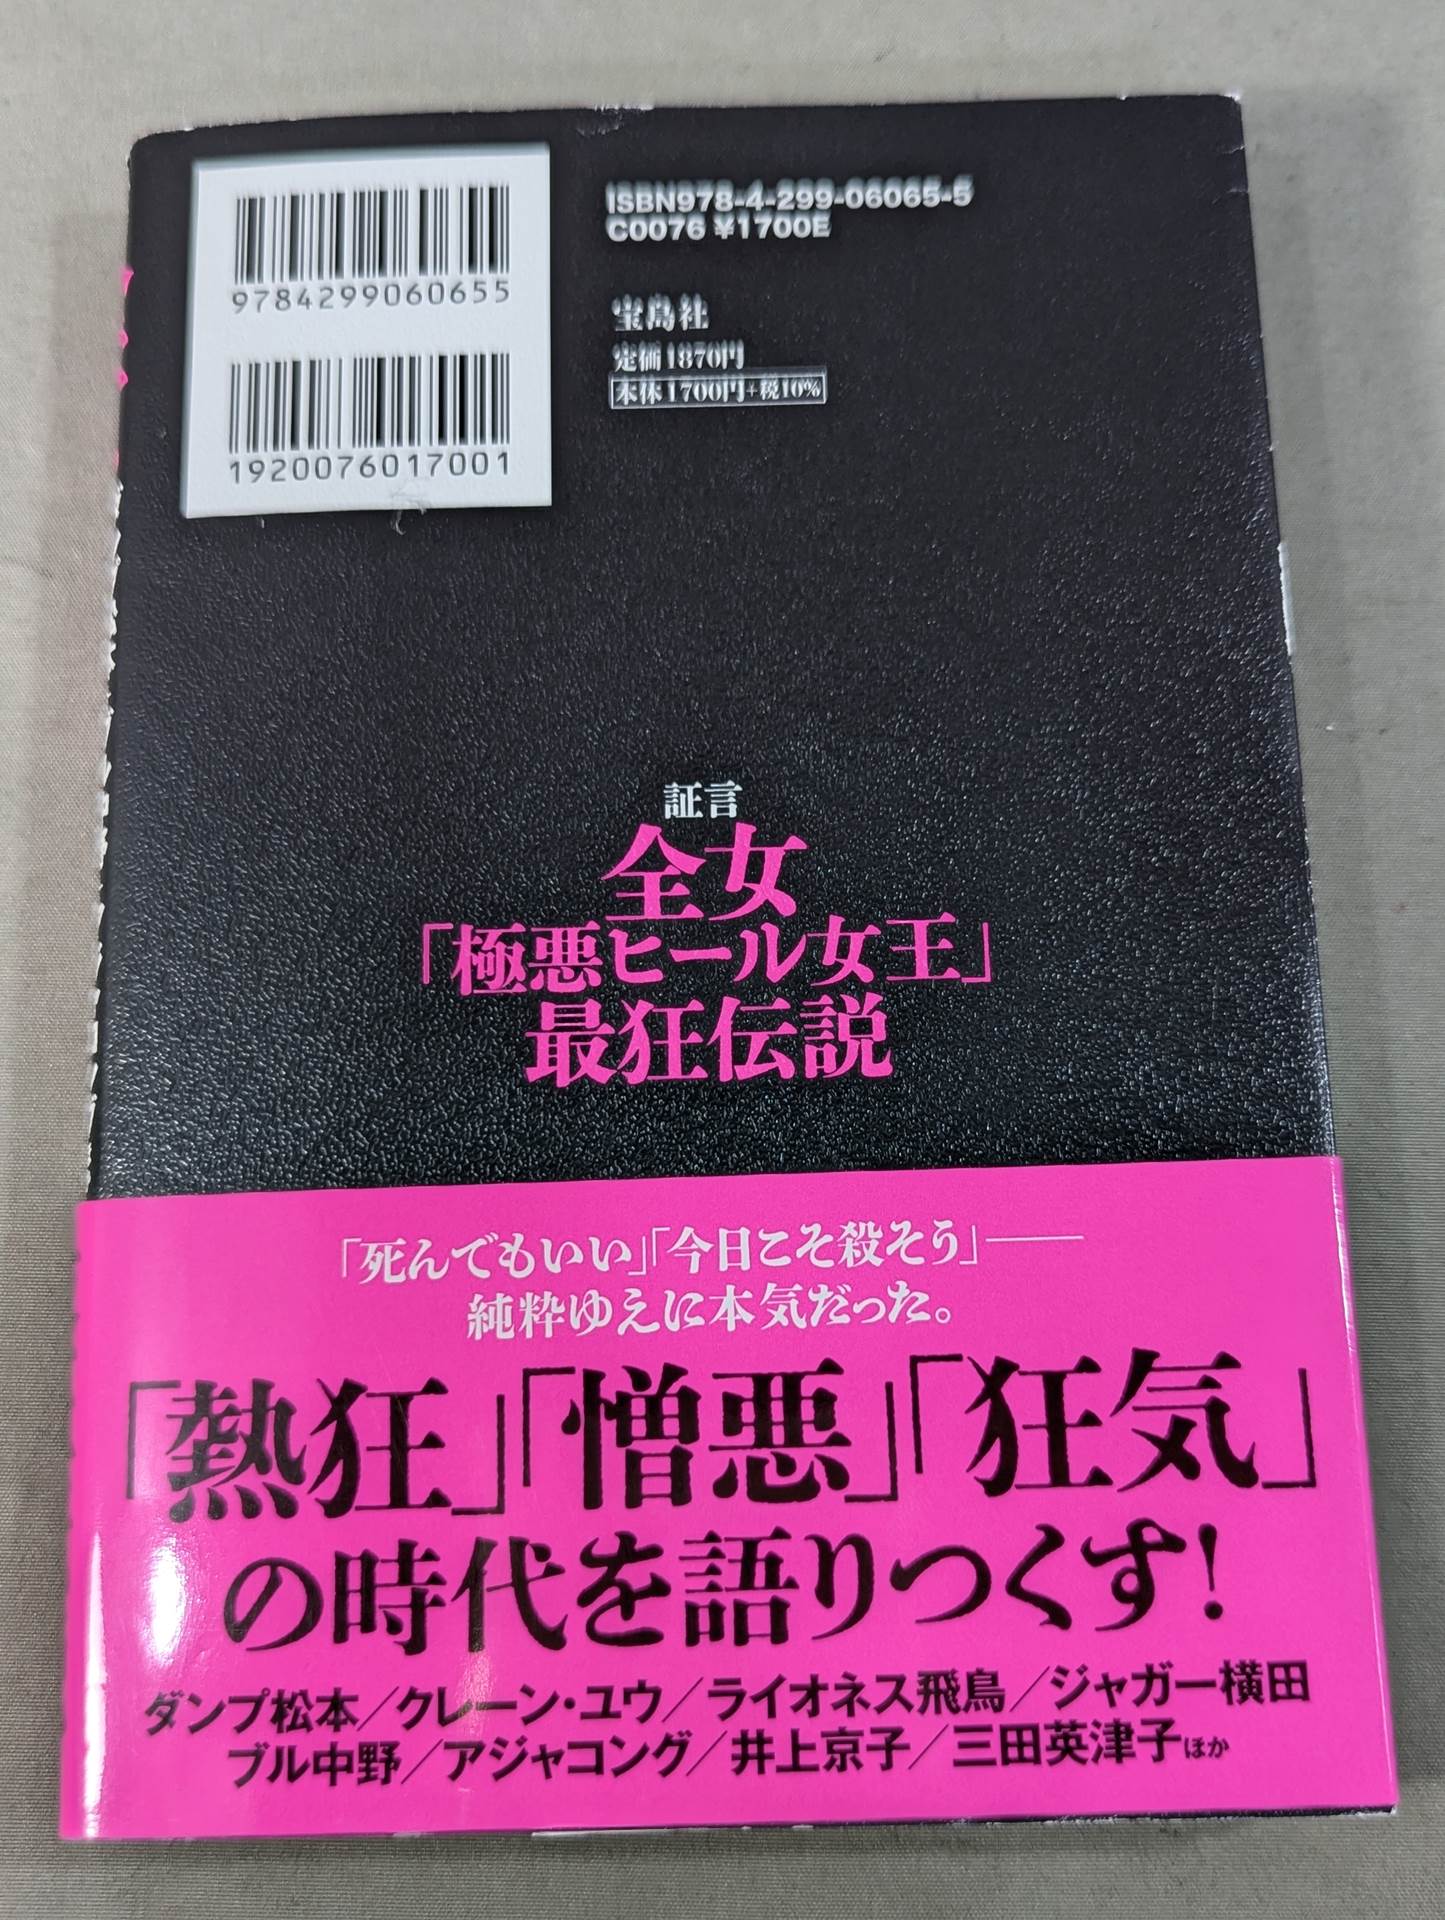 9784299060655
1920076017001
ISBN978-4-299-06065-5
C0076 ¥1700E
宝島社
定価1870円
本体1700円+税10%
証言
全女
「極悪ヒール女王」
最狂伝説
「死んでもいい」「今日こそ殺そう」——
純粋ゆえに本気だった。
「熱狂」「憎悪」「狂気」
の時代を語りつくす!
ダンプ松本/クレーン・ユウ/ライオネス飛鳥/ジャガー横田
ブル中野/アジャコング/井上京子/三田英津子ほか